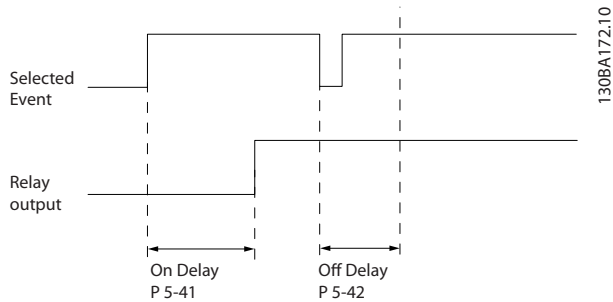 130BA172.10
Selected
Event
Relay
output
On Delay
P 5-41
Off Delay
P 5-42